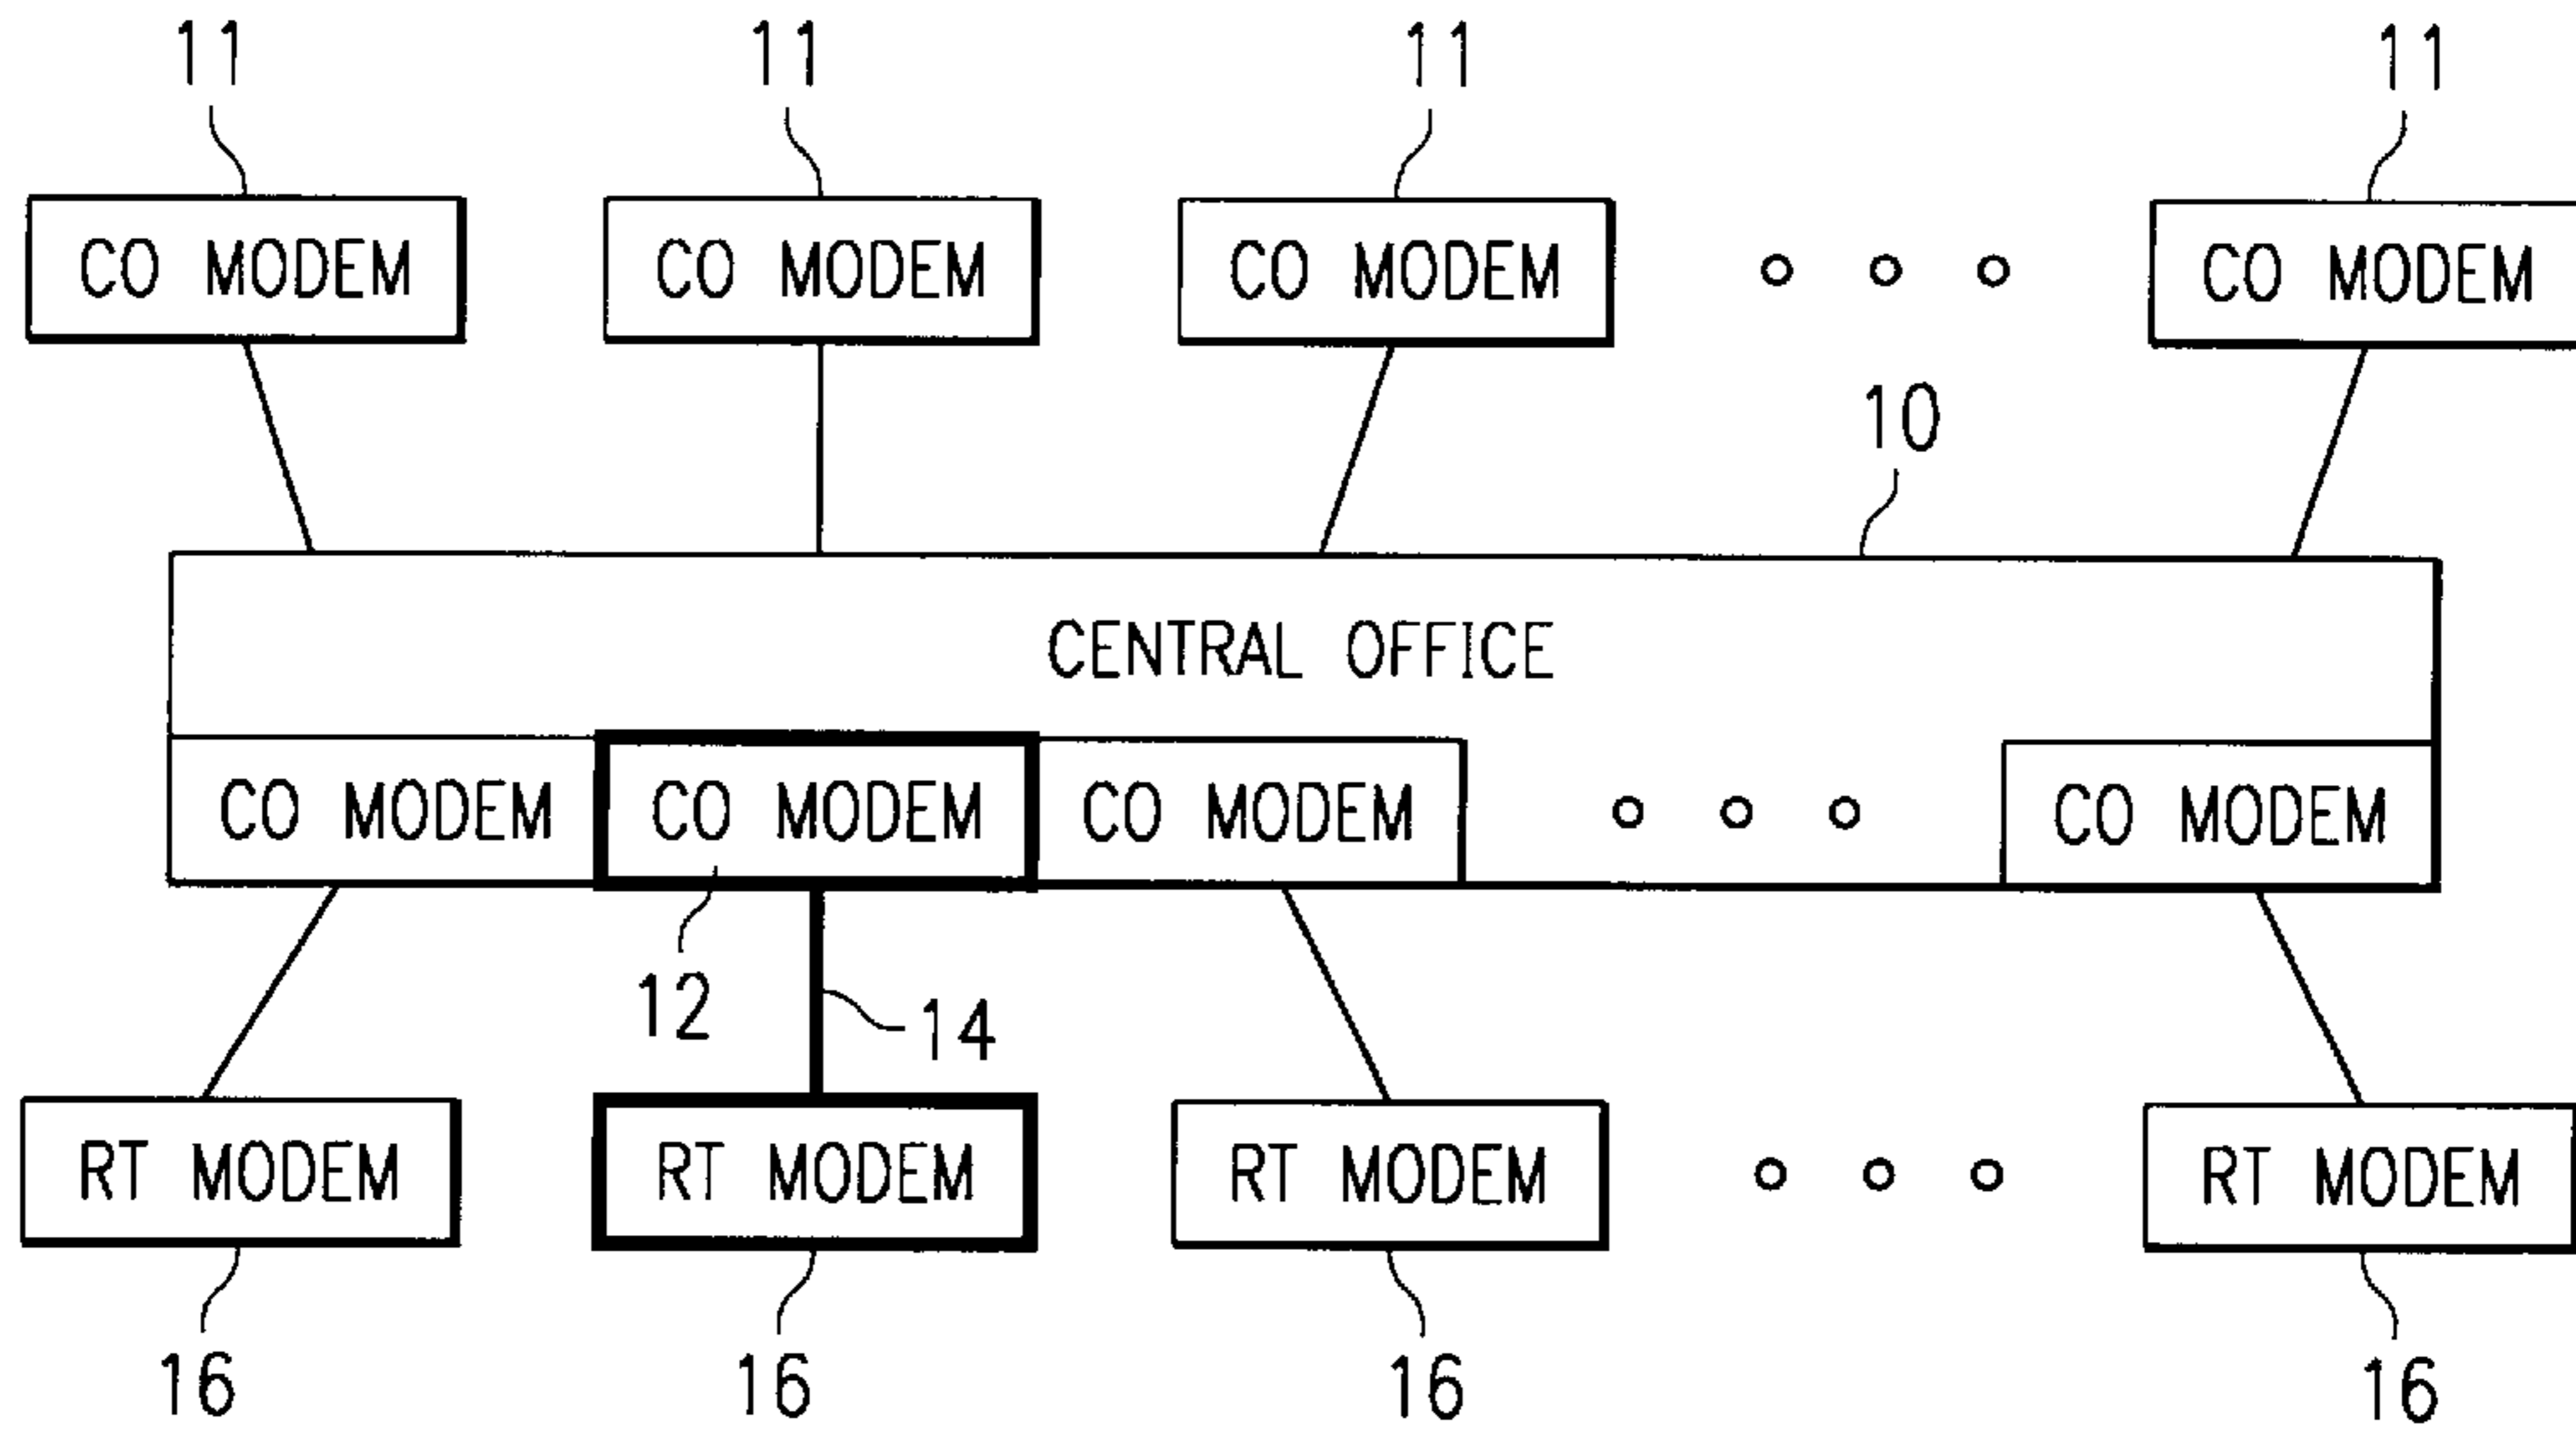 11 11 11 11
CO MODEM CO MODEM CO MODEM CO MODEM
10
CENTRAL OFFICE
CO MODEM CO MODEM CO MODEM CO MODEM
12 14
RT MODEM RT MODEM RT MODEM RT MODEM
16 16 16 16